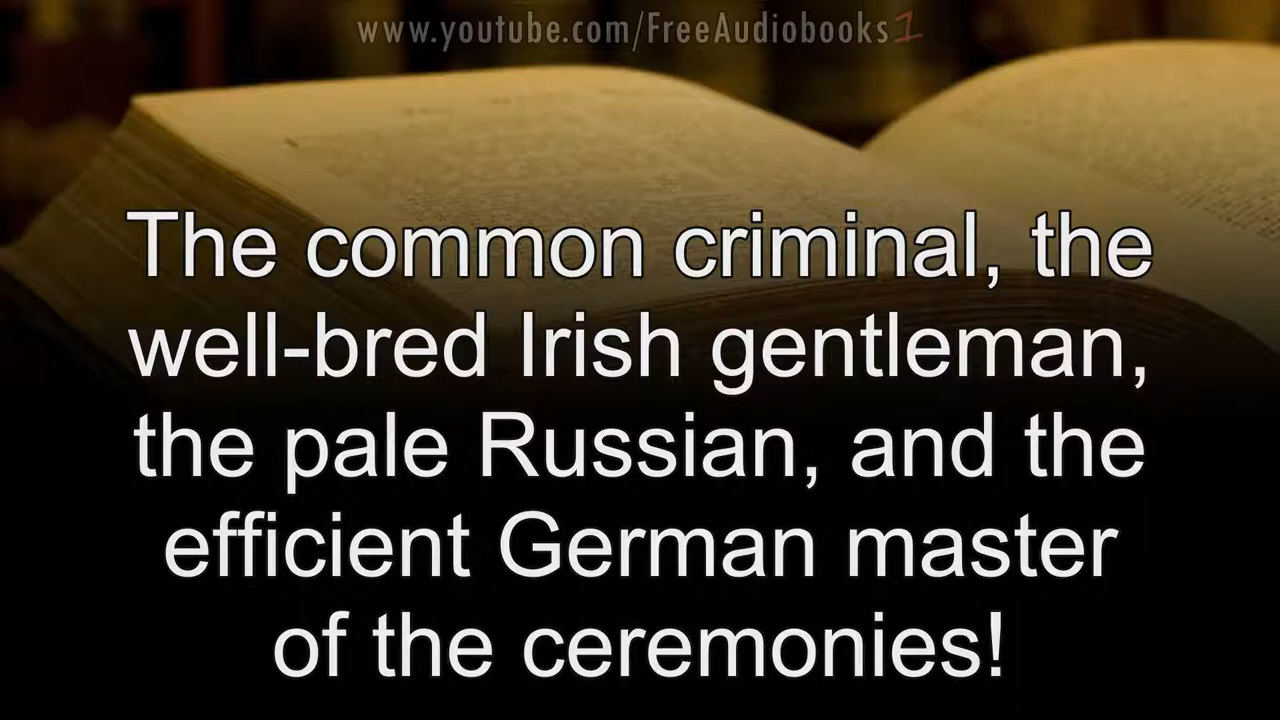 www.youtube.com/FreeAudiobooks1
The common criminal, the
well-bred Irish gentleman,
the pale Russian, and the
efficient German master
of the ceremonies!